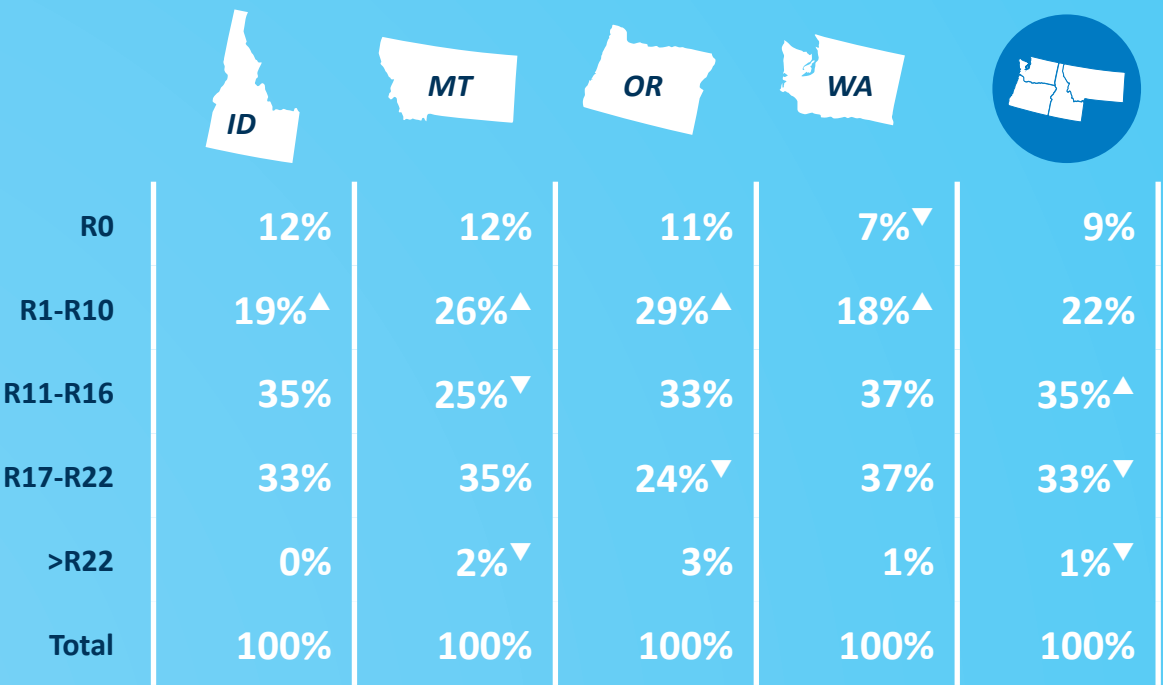 ID MT OR WA
R0 12% 12% 11% 7%▼ 9%
R1-R10 19%▲ 26%▲ 29%▲ 18%▲ 22%
R11-R16 35% 25%▼ 33% 37% 35%▲
R17-R22 33% 35% 24%▼ 37% 33%▼
>R22 0% 2%▼ 3% 1% 1%▼
Total 100% 100% 100% 100% 100%